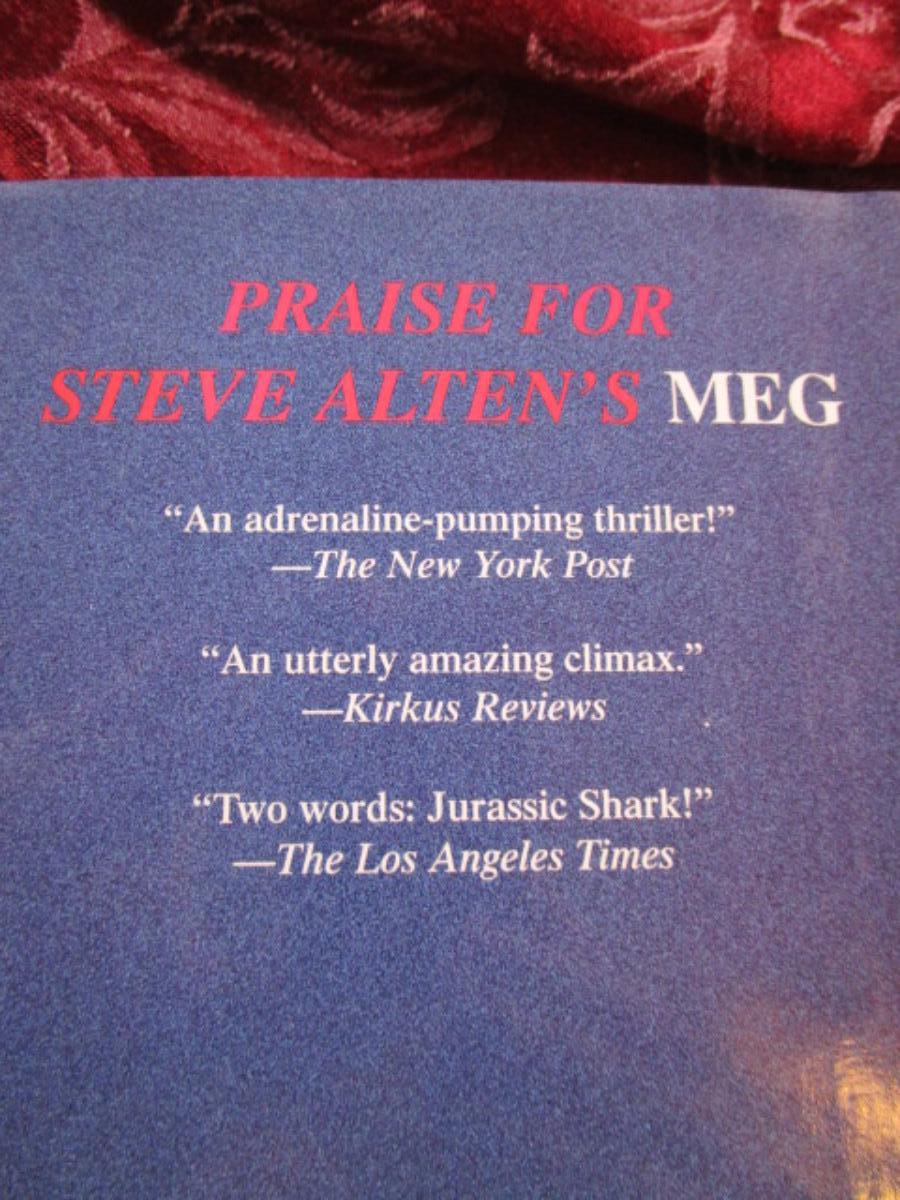 PRAISE FOR
STEVE ALTEN'S MEG
“An adrenaline-pumping thriller!”
—The New York Post
“An utterly amazing climax.”
—Kirkus Reviews
“Two words: Jurassic Shark!”
—The Los Angeles Times